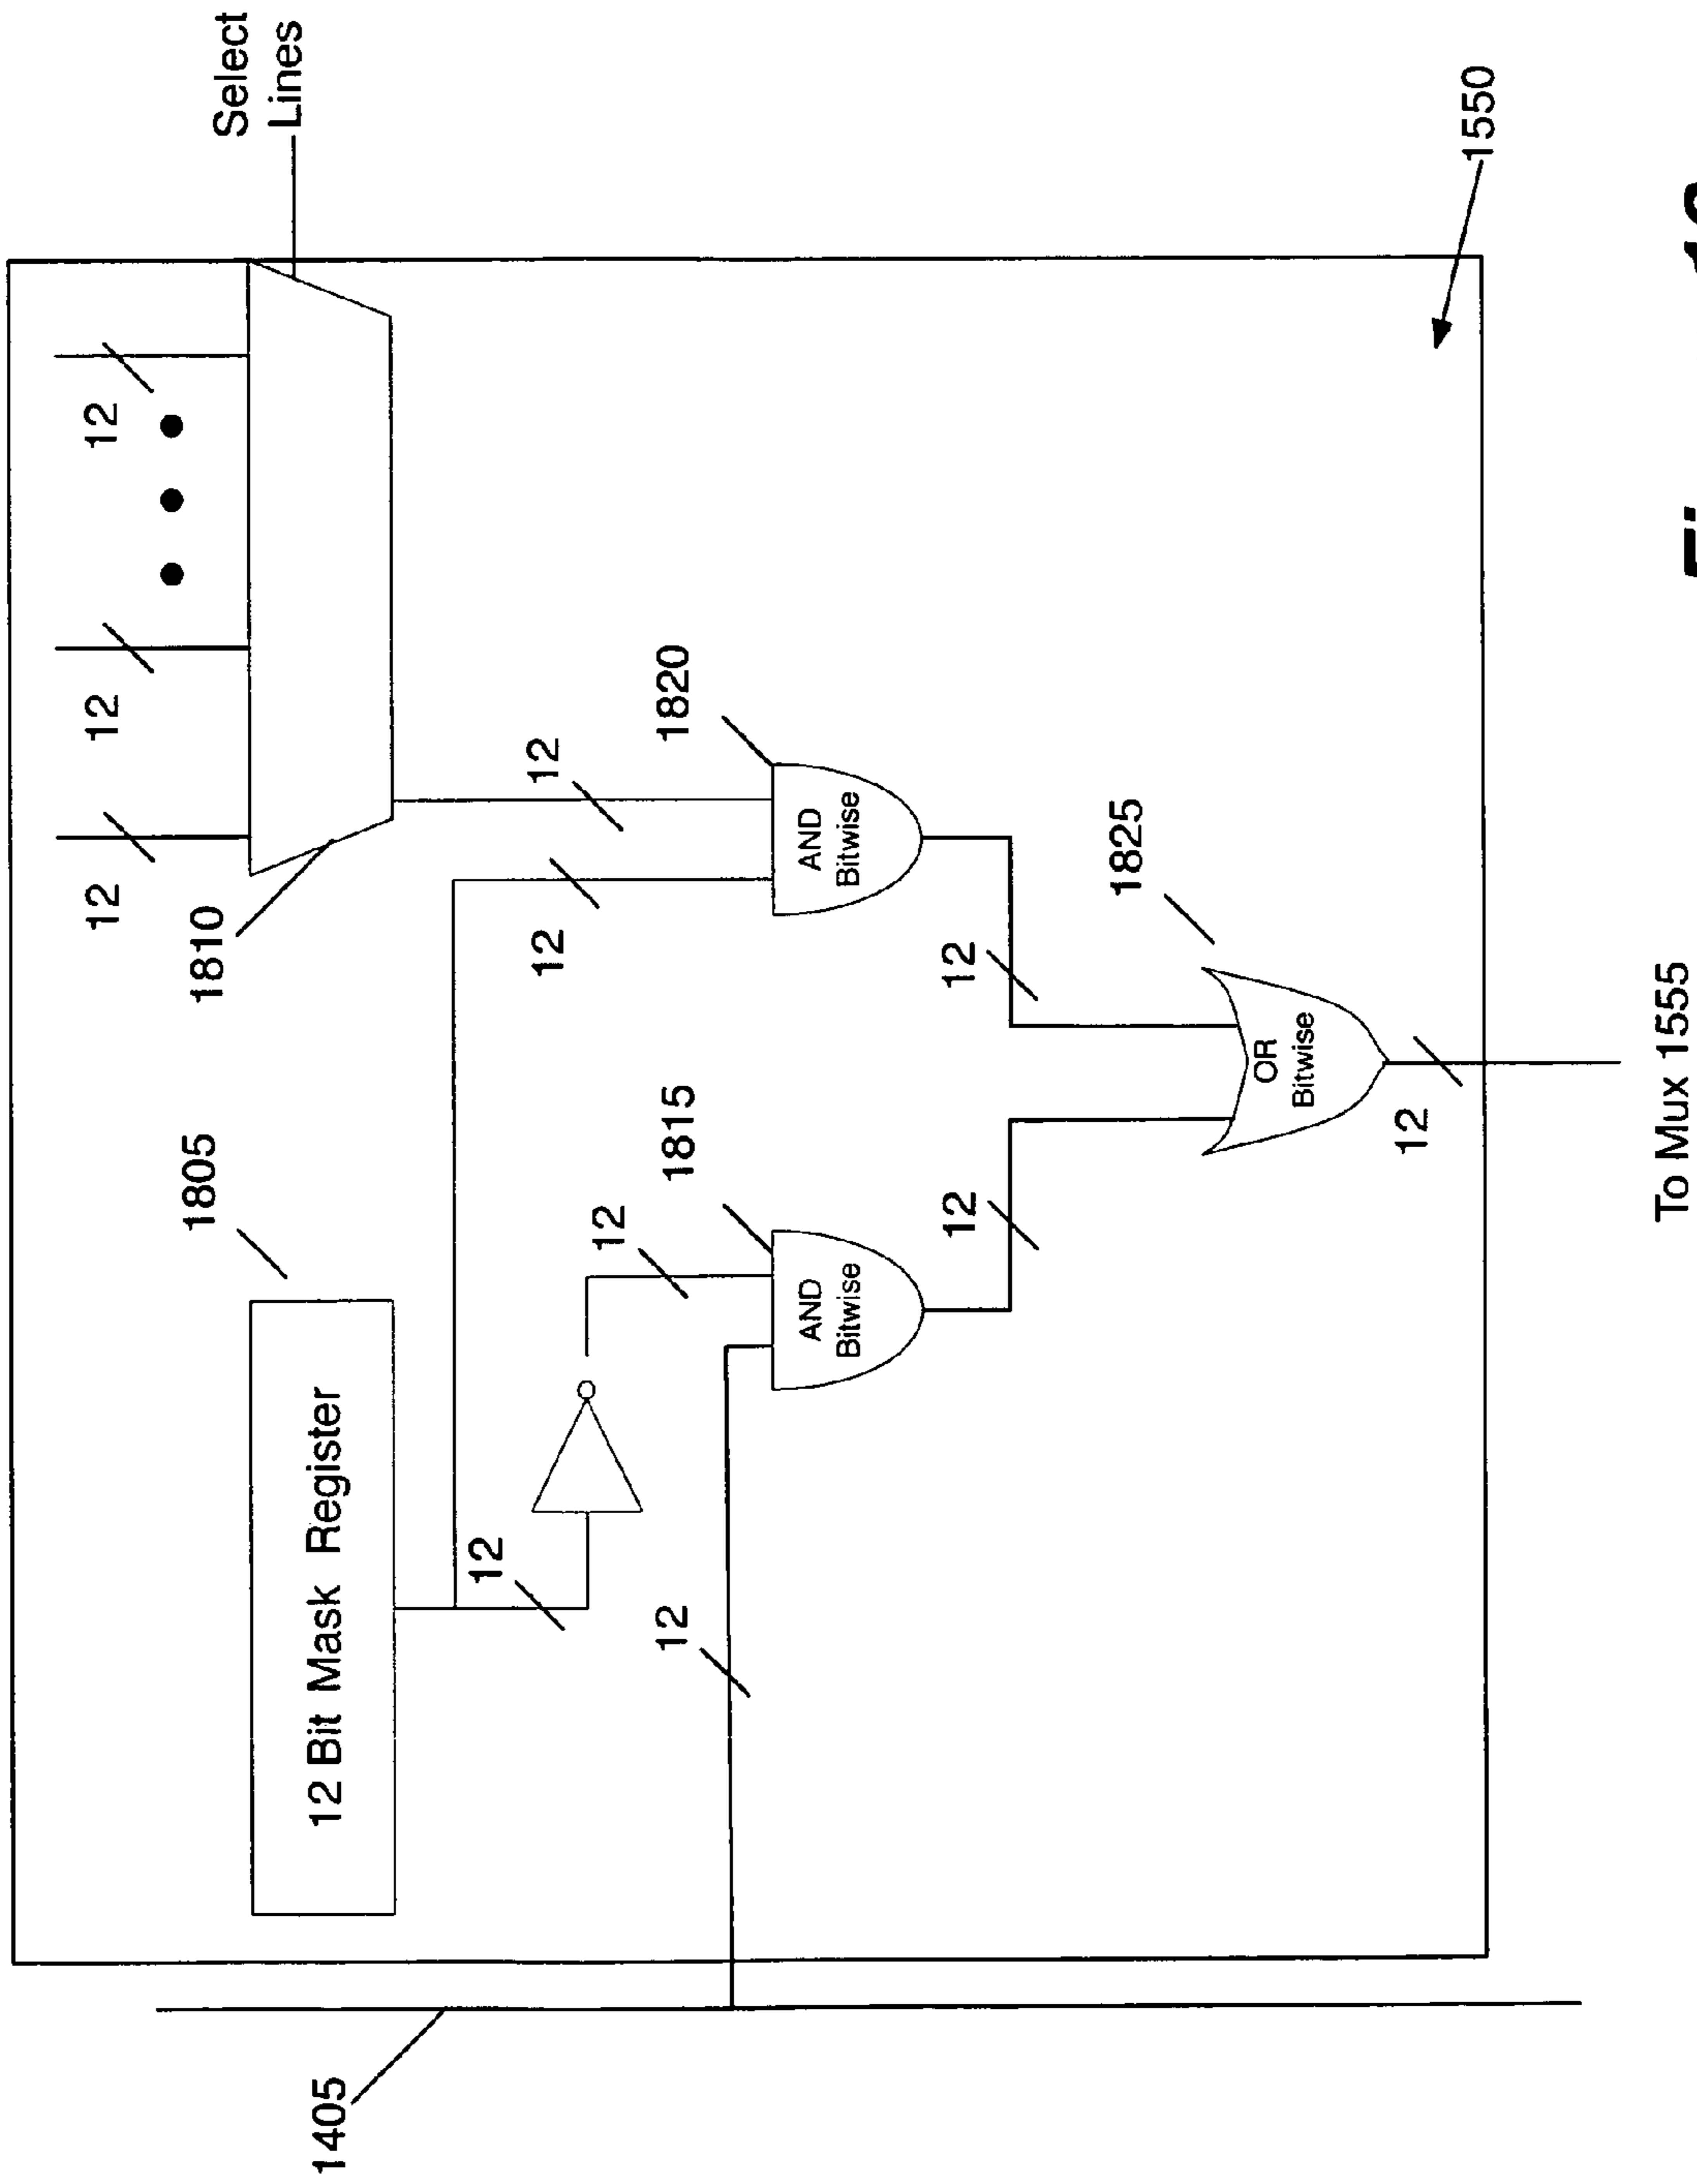 12
12
12
1805
1810
Select
Lines
1405
12 Bit Mask Register
12
12
12
12
12
1815
1820
AND
Bitwise
AND
Bitwise
12
12
1825
OR
Bitwise
12
1550
To Mux 1555